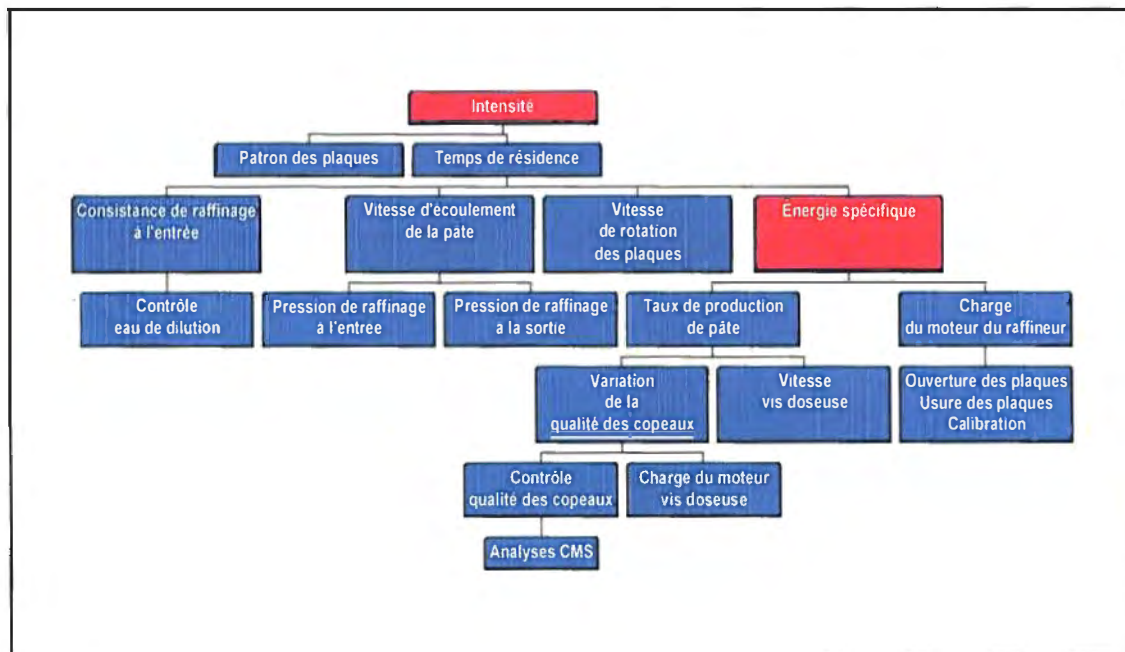 Intensité
Patron des plaques
Temps de résidence
Consistance de raffinage
à l'entrée
Vitesse d'écoulement
de la pâte
Vitesse
de rotation
des plaques
Énergie spécifique
Contrôle
eau de dilution
Pression de raffinage
à l'entrée
Pression de raffinage
à la sortie
Taux de production
de pâte
Charge
du moteur du raffineur
Variation
de la
qualité des copeaux
Vitesse
vis doseuse
Ouverture des plaques
Usure des plaques
Calibration
Contrôle
qualité des copeaux
Charge du moteur
vis doseuse
Analyses CMS